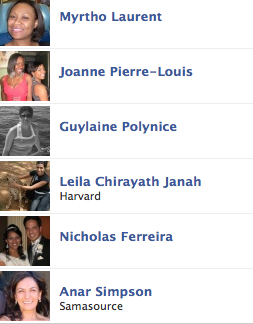 Myrtho Laurent
Joanne Pierre-Louis
Guylaine Polynice
Leila Chirayath Janah
Harvard
Nicholas Ferreira
Anar Simpson
Samasource